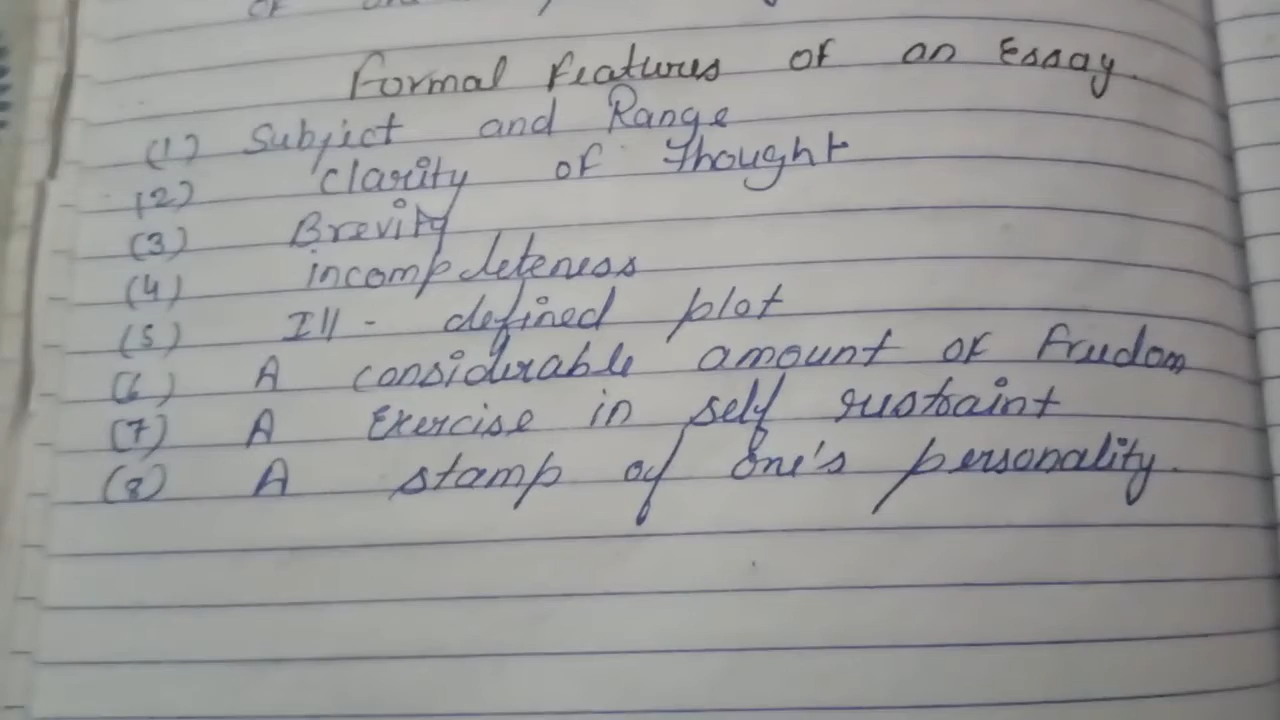 Formal Features of an Essay.
(1) Subject and Range
(2) clarity of Thought
(3) Brevity
(4) incompleteness
(5) Ill-defined plot
(6) A considerable amount of Freedom
(7) A Exercise in self restraint
(8) A stamp of one's personality.